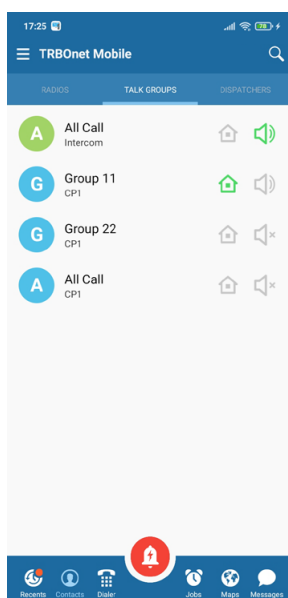 17:25
78
TRBOnet Mobile
RADIOS
TALK GROUPS
DISPATCHERS
A
All Call
Intercom
G
Group 11
CP1
G
Group 22
CP1
A
All Call
CP1
Recents
Contacts
Dialer
Jobs
Maps
Messages